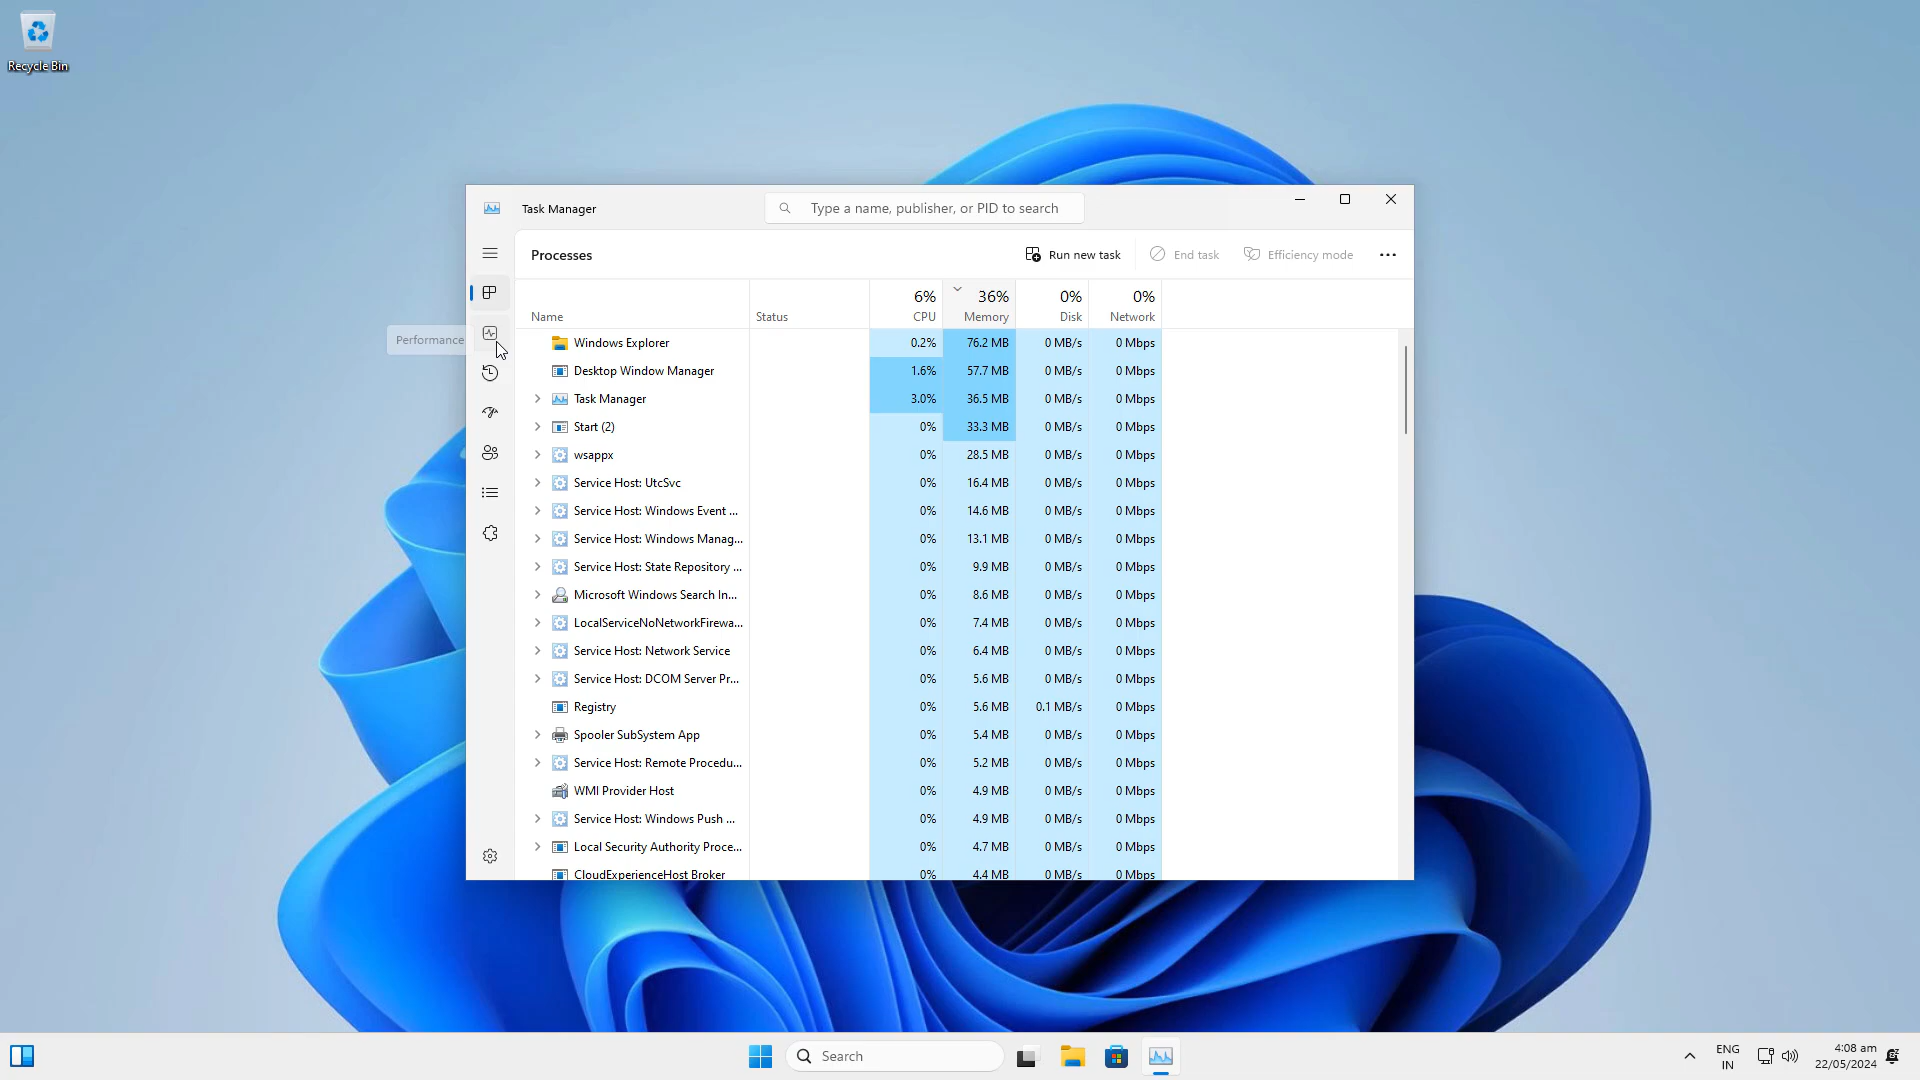 Recycle Bin
Task Manager
Type a name, publisher, or PID to search
Processes
Run new task
End task
Efficiency mode
6% 36% 0% 0%
Name Status CPU Memory Disk Network
Performance
Windows Explorer 0.2% 76.2 MB 0 MB/s 0 Mbps
Desktop Window Manager 1.6% 57.7 MB 0 MB/s 0 Mbps
Task Manager 3.0% 36.5 MB 0 MB/s 0 Mbps
Start (2) 0% 33.3 MB 0 MB/s 0 Mbps
wsappx 0% 28.5 MB 0 MB/s 0 Mbps
Service Host: UtcSvc 0% 16.4 MB 0 MB/s 0 Mbps
Service Host: Windows Event ... 0% 14.6 MB 0 MB/s 0 Mbps
Service Host: Windows Manag... 0% 13.1 MB 0 MB/s 0 Mbps
Service Host: State Repository ... 0% 9.9 MB 0 MB/s 0 Mbps
Microsoft Windows Search In... 0% 8.6 MB 0 MB/s 0 Mbps
LocalServiceNoNetworkFirewa... 0% 7.4 MB 0 MB/s 0 Mbps
Service Host: Network Service 0% 6.4 MB 0 MB/s 0 Mbps
Service Host: DCOM Server Pr... 0% 5.6 MB 0 MB/s 0 Mbps
Registry 0% 5.6 MB 0.1 MB/s 0 Mbps
Spooler SubSystem App 0% 5.4 MB 0 MB/s 0 Mbps
Service Host: Remote Procedu... 0% 5.2 MB 0 MB/s 0 Mbps
WMI Provider Host 0% 4.9 MB 0 MB/s 0 Mbps
Service Host: Windows Push ... 0% 4.9 MB 0 MB/s 0 Mbps
Local Security Authority Proce... 0% 4.7 MB 0 MB/s 0 Mbps
CloudExperienceHost Broker 0% 4.4 MB 0 MB/s 0 Mbps
Search
ENG
IN
4:08 am
22/05/2024